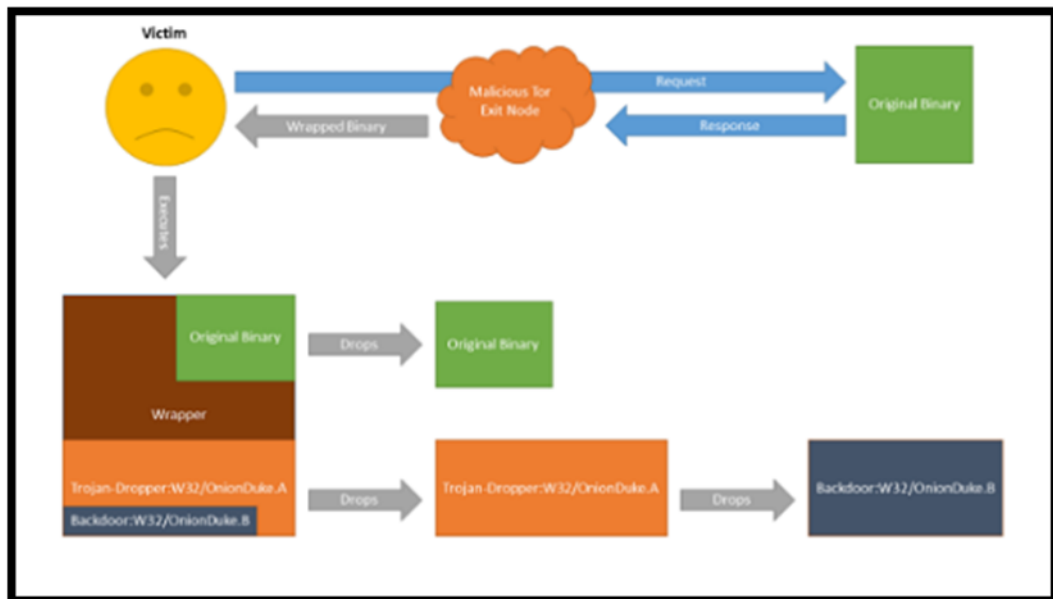 Victim
Malicious Tor
Exit Node
Request
Original Binary
Wrapped Binary
Response
Executes
Original Binary
Drops
Original Binary
Wrapper
Trojan-Dropper:W32/OnionDuke.A
Drops
Trojan-Dropper:W32/OnionDuke.A
Drops
Backdoor:W32/OnionDuke.B
Backdoor:W32/OnionDuke.B